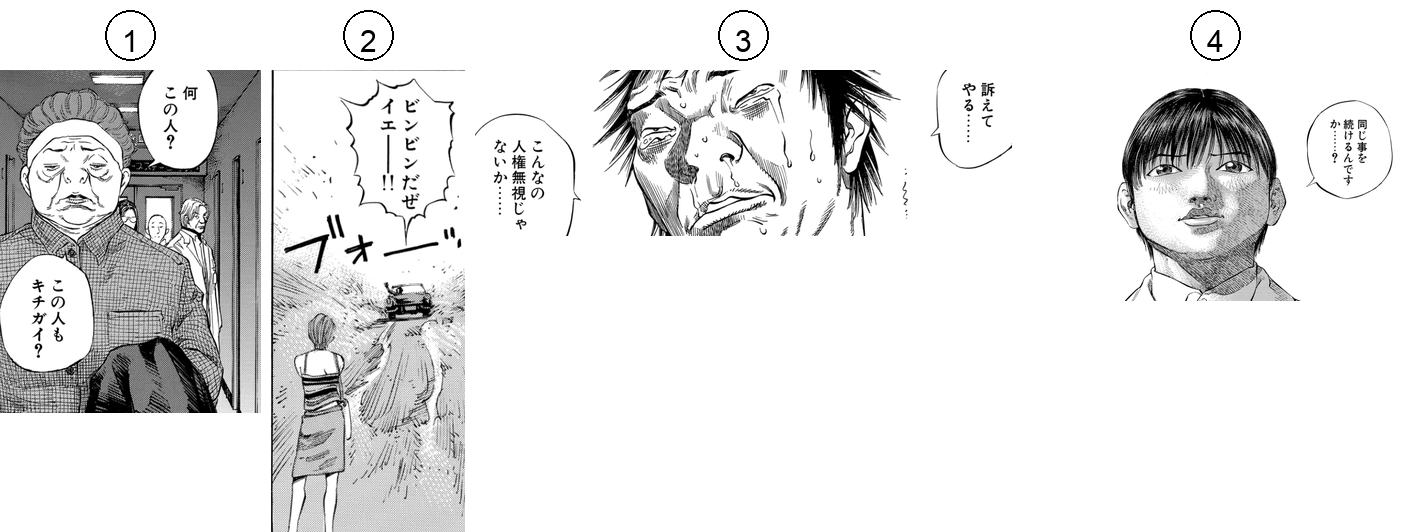 1
何
この人？
この人も
キチガイ？
2
ビンビンだぜ
イエ――!!
ブォ――ッ
3
訴えて
やる……
こんなの
人権無視じゃ
ないか……
4
同じ事を
続けるんです
か……？